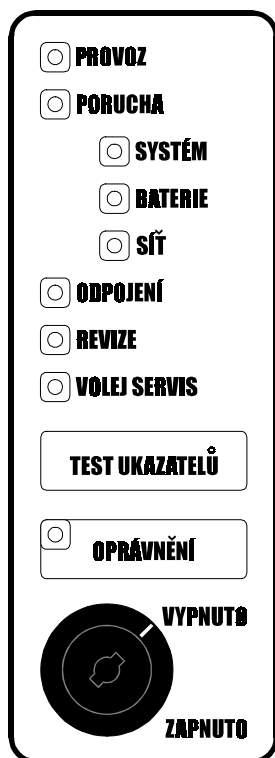 PROVOZ
PORUCHA
SYSTÉM
BATERIE
SÍŤ
ODPOJENÍ
REVIZE
VOLEJ SERVIS
TEST UKAZATELŮ
OPRÁVNĚNÍ
VYPNUTO
ZAPNUTO